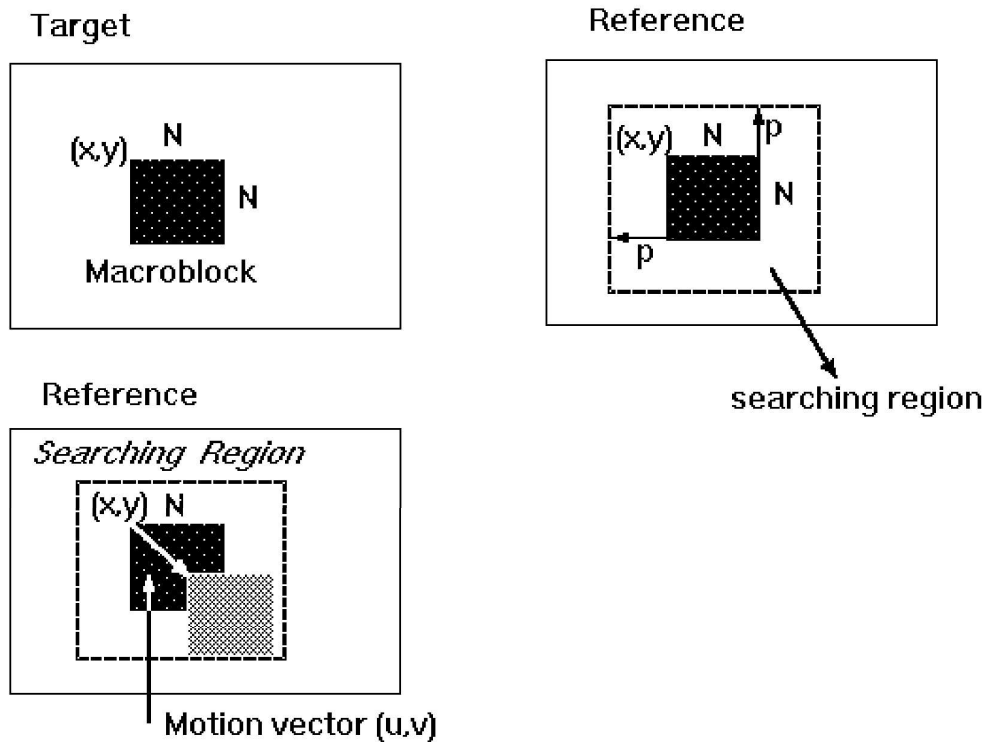 Target
(x,y)
N
N
Macroblock
Reference
(x,y)
N
p
N
p
searching region
Reference
Searching Region
(x,y) N
Motion vector (u,v)